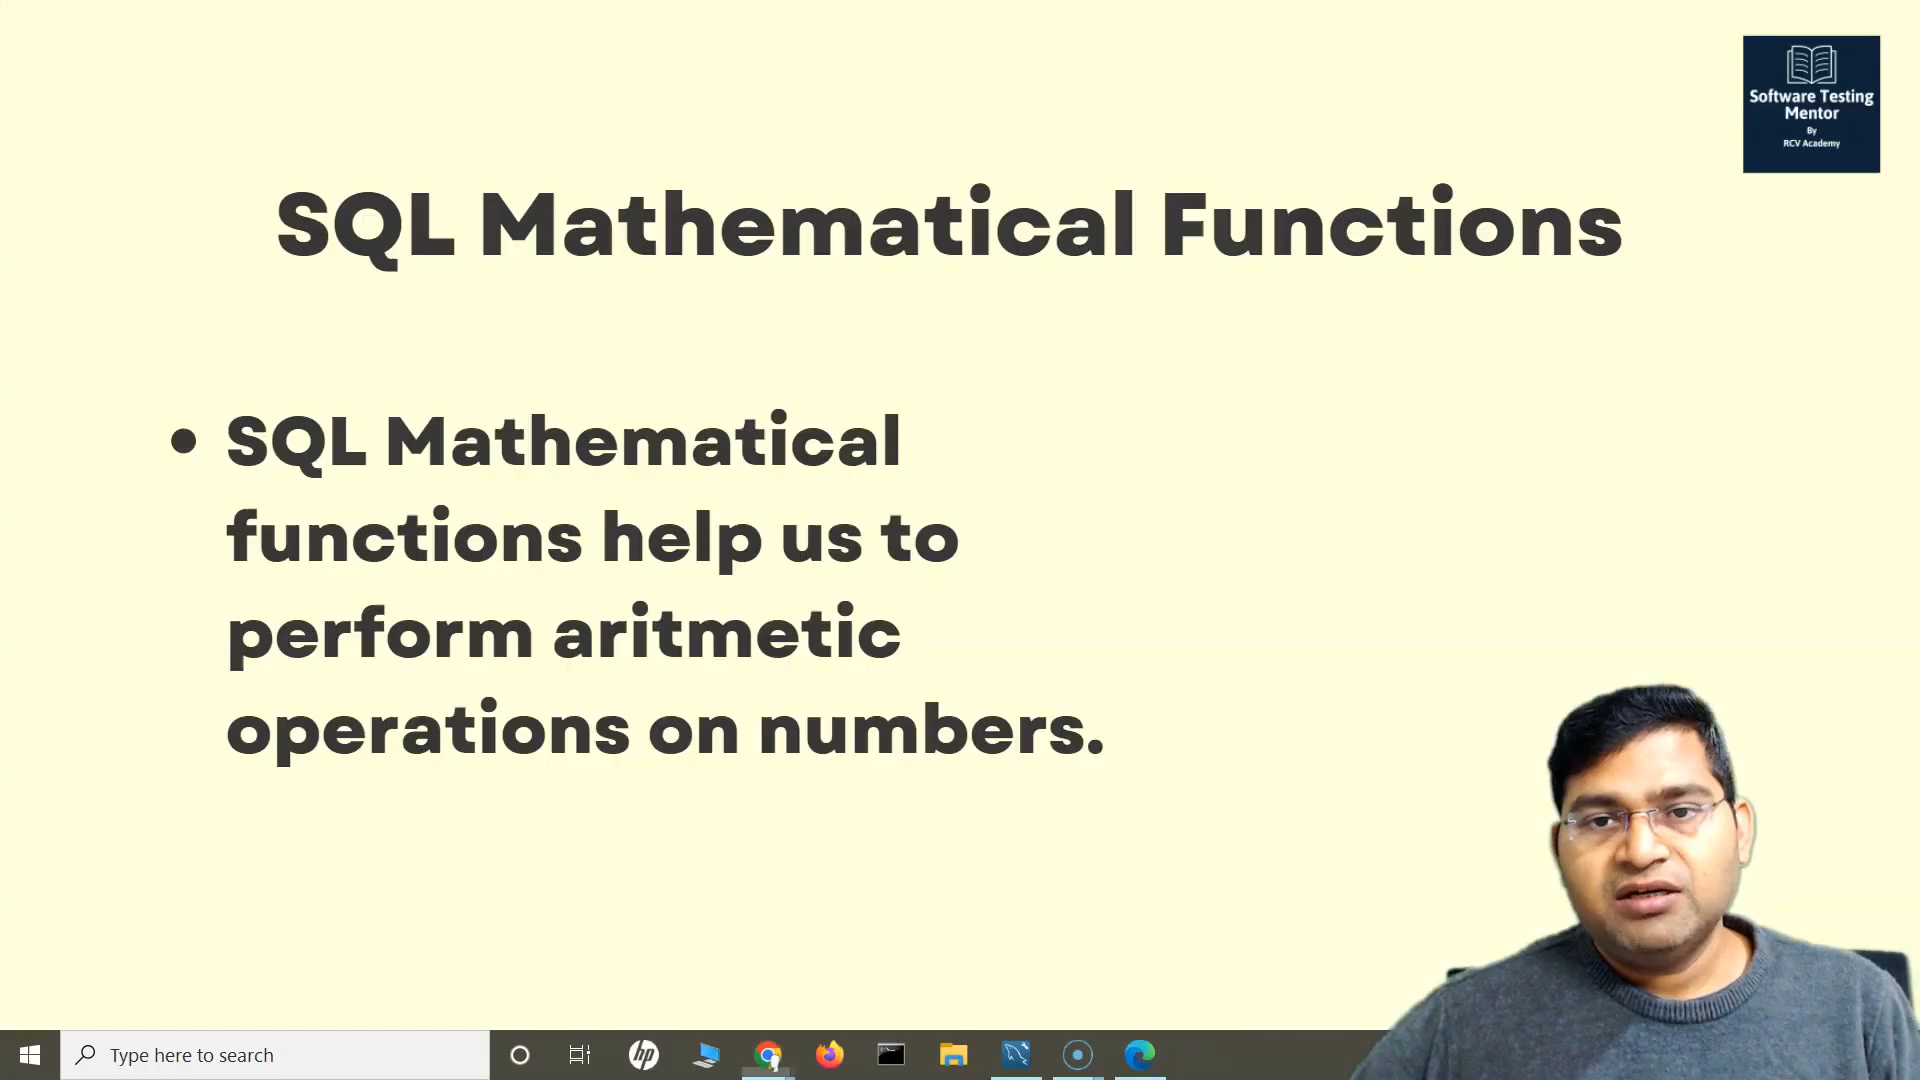 Software Testing
Mentor
By
RCV Academy
SQL Mathematical Functions
• SQL Mathematical
functions help us to
perform aritmetic
operations on numbers.
Type here to search
hp